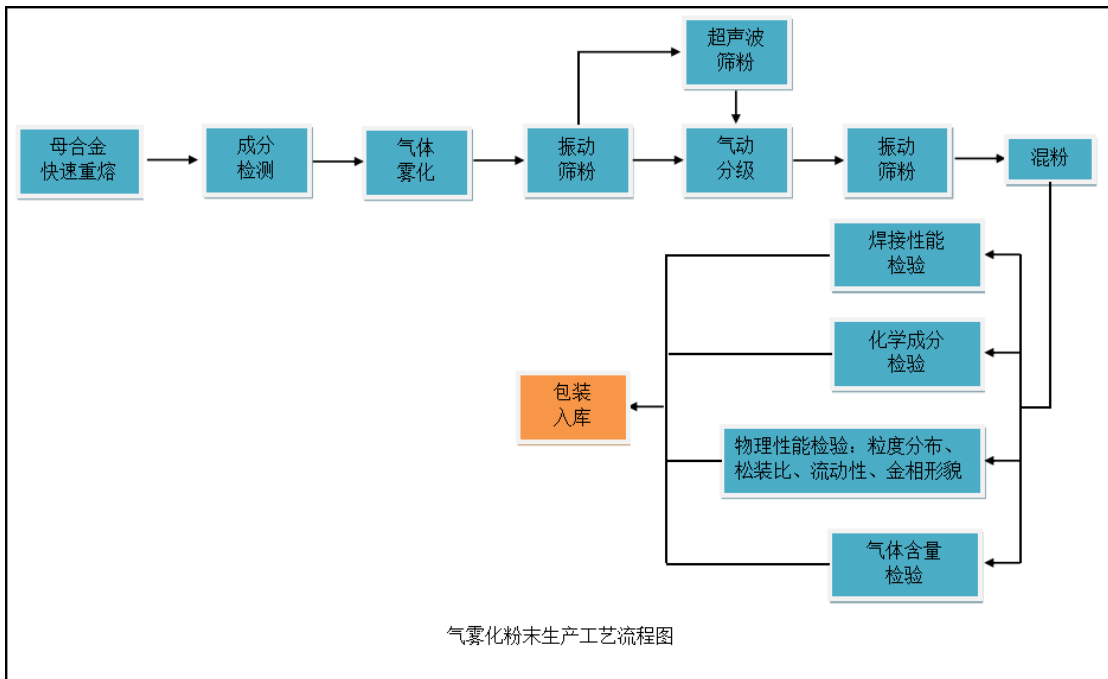 超声波
筛粉
母合金
快速重熔
成分
检测
气体
雾化
振动
筛粉
气动
分级
振动
筛粉
混粉
焊接性能
检验
化学成分
检验
包装
入库
物理性能检验：粒度分布、
松装比、流动性、金相形貌
气体含量
检验
气雾化粉末生产工艺流程图